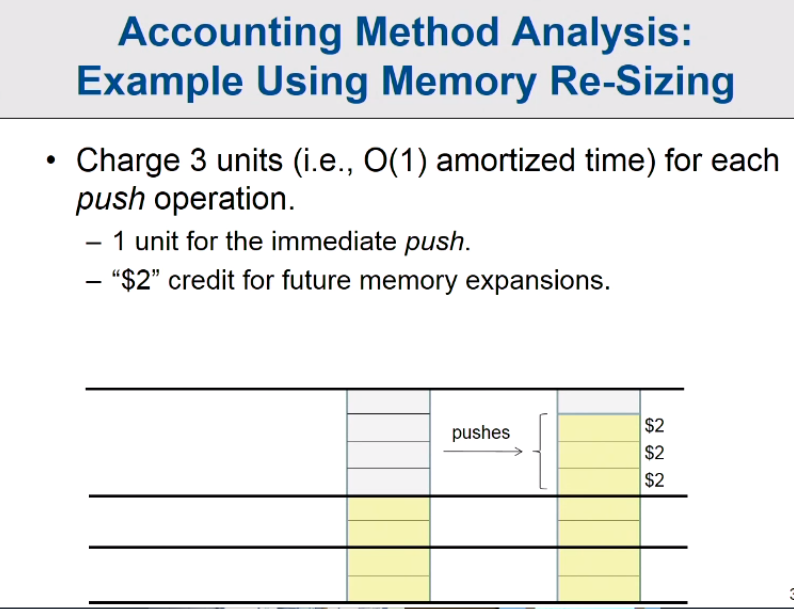 Accounting Method Analysis:
Example Using Memory Re-Sizing
• Charge 3 units (i.e., O(1) amortized time) for each
push operation.
– 1 unit for the immediate push.
– “$2” credit for future memory expansions.
pushes
$2
$2
$2